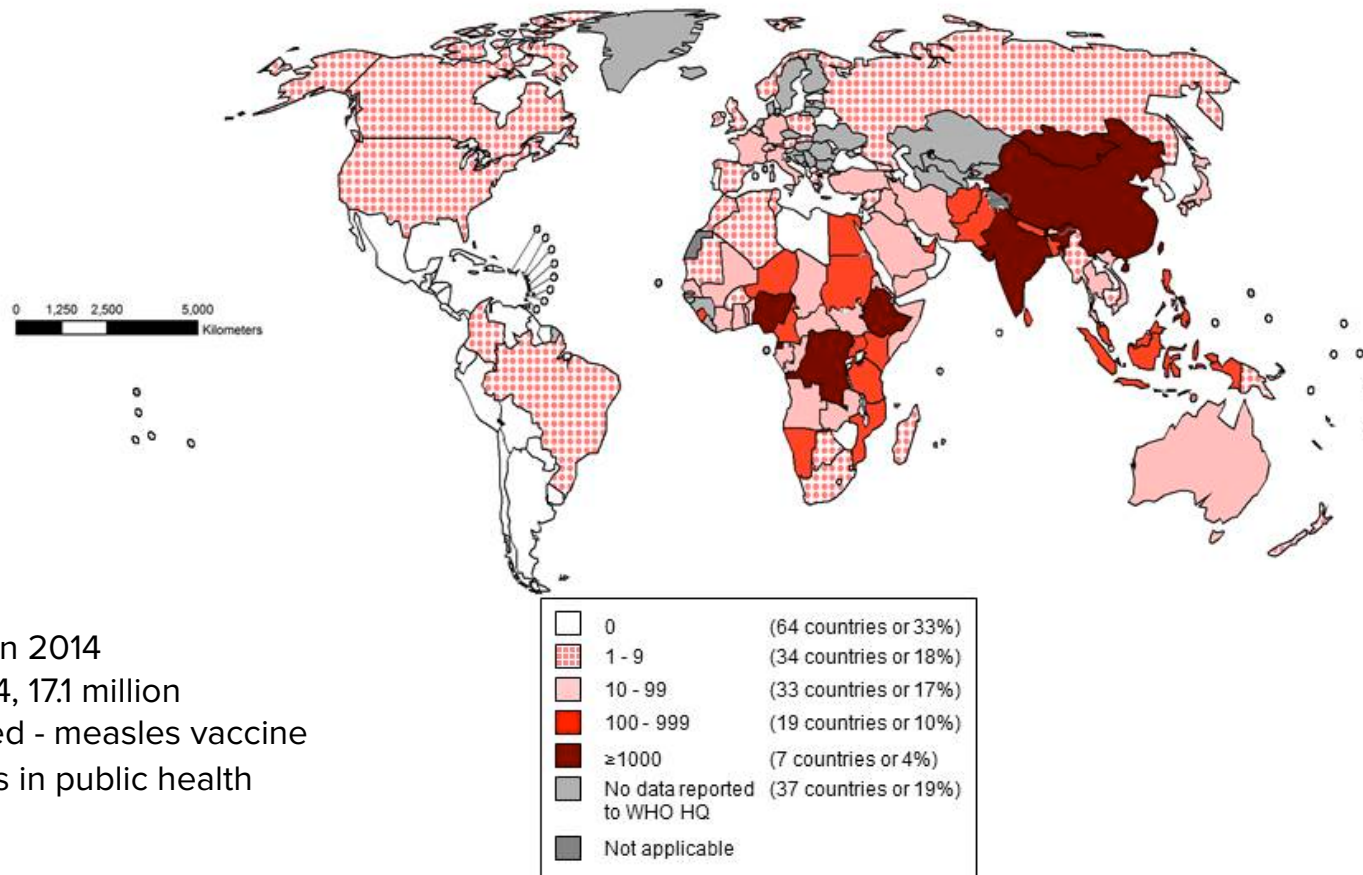 0 1,250 2,500 5,000
Kilometers
n 2014
4, 17.1 million
ed - measles vaccine
s in public health
0 (64 countries or 33%)
1 - 9 (34 countries or 18%)
10 - 99 (33 countries or 17%)
100 - 999 (19 countries or 10%)
≥1000 (7 countries or 4%)
No data reported (37 countries or 19%)
to WHO HQ
Not applicable